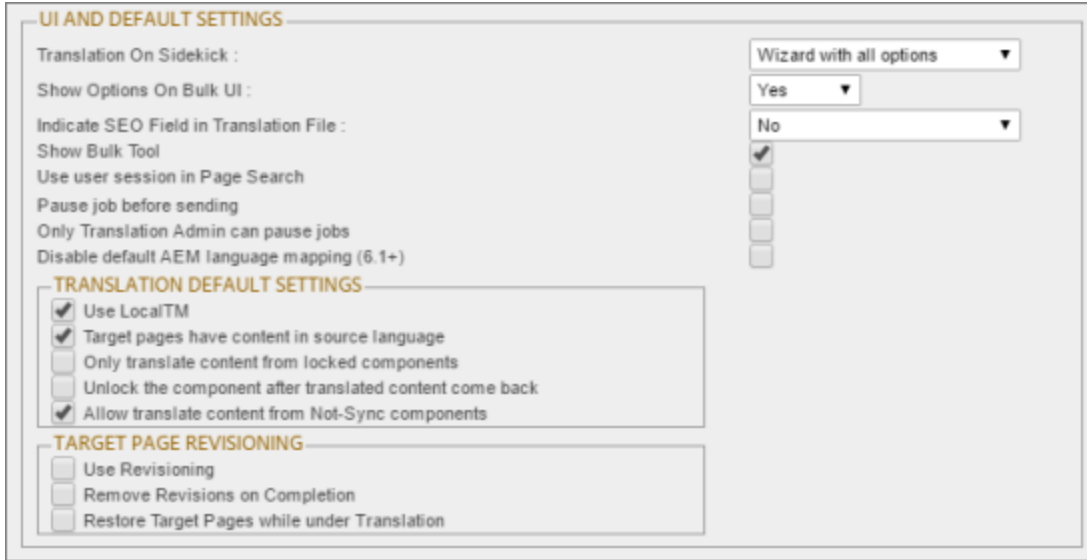 UI AND DEFAULT SETTINGS
Translation On Sidekick : Wizard with all options
Show Options On Bulk UI : Yes
Indicate SEO Field in Translation File : No
Show Bulk Tool
Use user session in Page Search
Pause job before sending
Only Translation Admin can pause jobs
Disable default AEM language mapping (6.1+)
TRANSLATION DEFAULT SETTINGS
Use LocalTM
Target pages have content in source language
Only translate content from locked components
Unlock the component after translated content come back
Allow translate content from Not-Sync components
TARGET PAGE REVISIONING
Use Revisioning
Remove Revisions on Completion
Restore Target Pages while under Translation